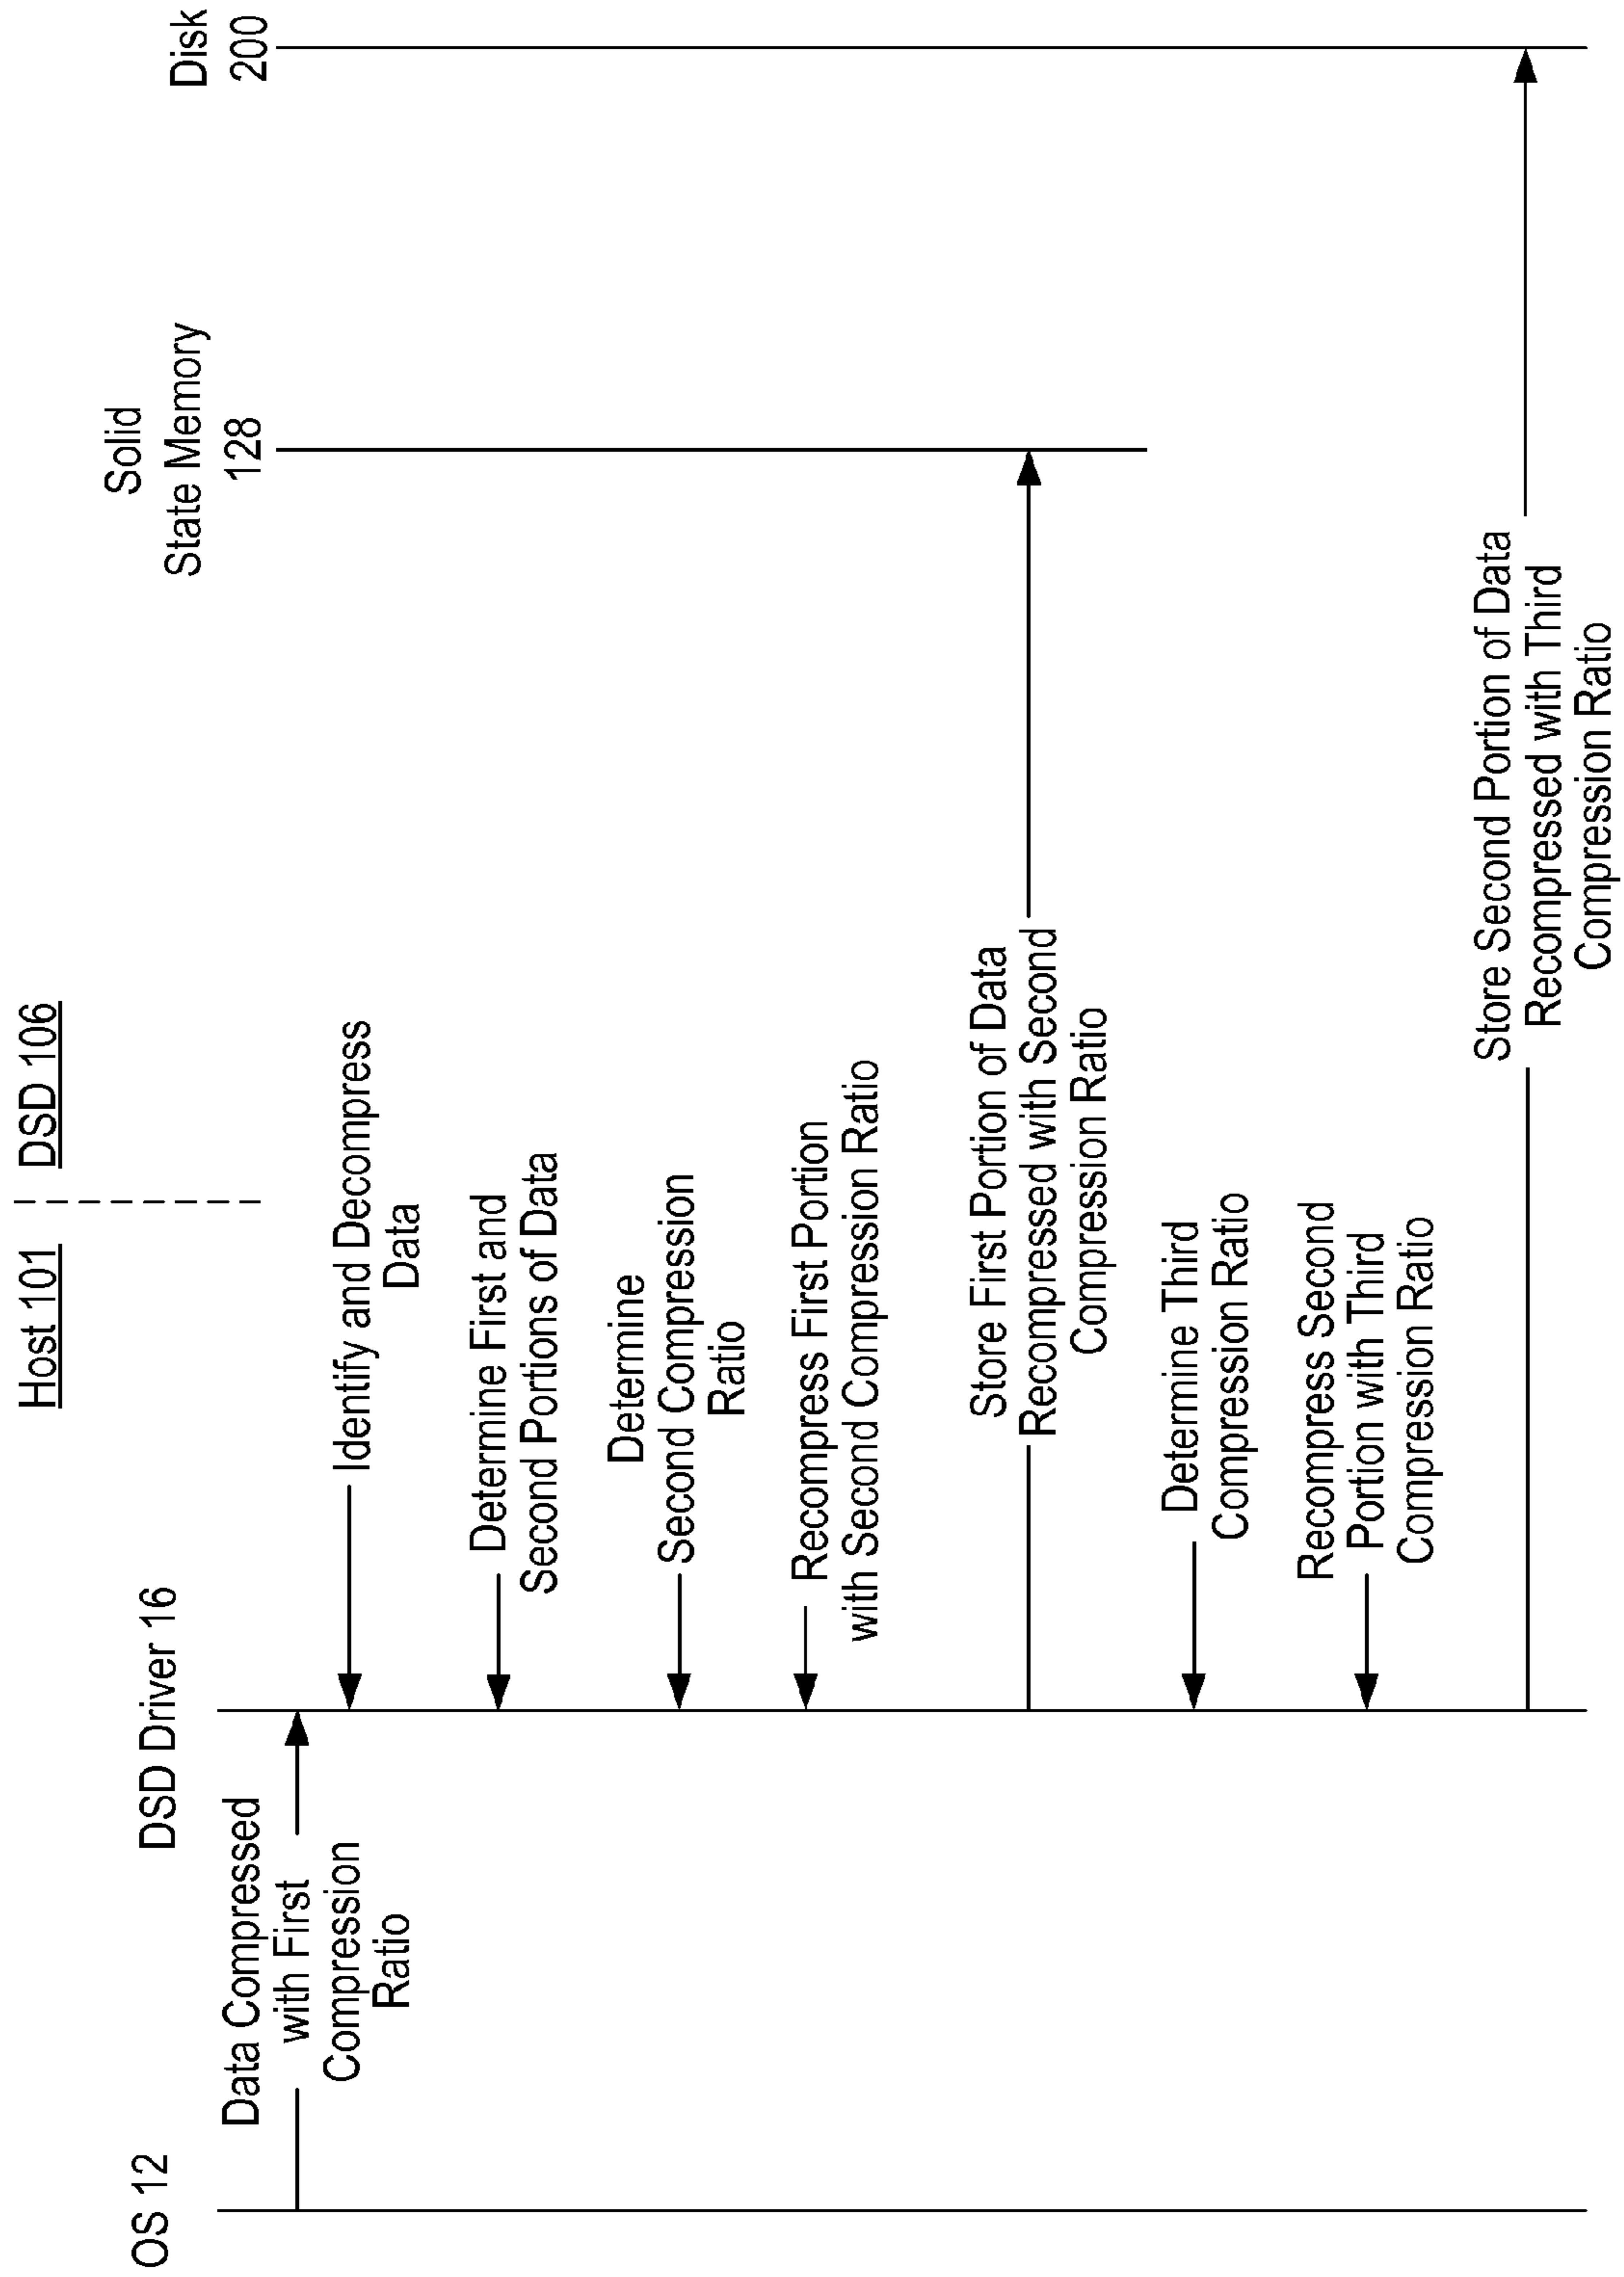 Host 101
DSD 106
OS 12
DSD Driver 16
Solid
State Memory
128
Disk
200
Data Compressed
with First
Compression
Ratio
Identify and Decompress
Data
Determine First and
Second Portions of Data
Determine
Second Compression
Ratio
Recompress First Portion
with Second Compression Ratio
Store First Portion of Data
Recompressed with Second
Compression Ratio
Determine Third
Compression Ratio
Recompress Second
Portion with Third
Compression Ratio
Store Second Portion of Data
Recompressed with Third
Compression Ratio